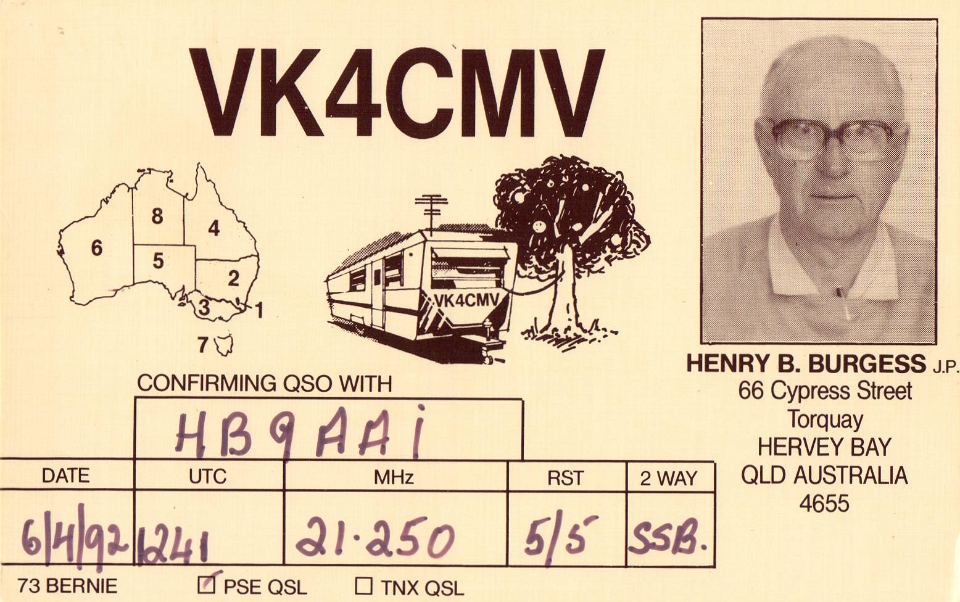 VK4CMV
8
6
4
5
2
3
1
7
VK4CMV
HENRY B. BURGESS J.P.
66 Cypress Street
Torquay
HERVEY BAY
QLD AUSTRALIA
4655
CONFIRMING QSO WITH
HB9AAi
DATE UTC MHz RST 2 WAY
6/4/92 1241 21.250 5/5 SSB.
73 BERNIE PSE QSL TNX QSL